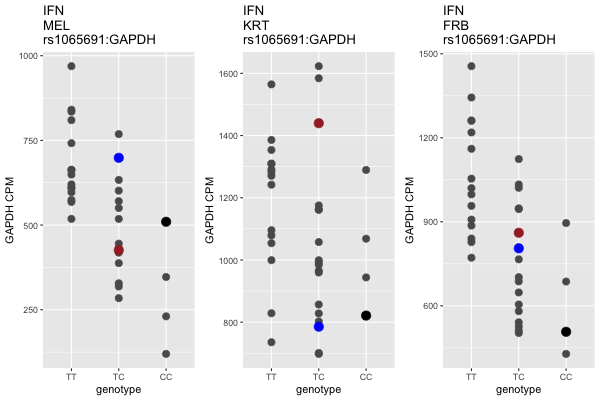 IFN
MEL
rs1065691:GAPDH
1000
750
500
250
GAPDH CPM
TT
TC
CC
genotype
IFN
KRT
rs1065691:GAPDH
1600
1400
1200
1000
800
GAPDH CPM
TT
TC
CC
genotype
IFN
FRB
rs1065691:GAPDH
1500
1200
900
600
GAPDH CPM
TT
TC
CC
genotype